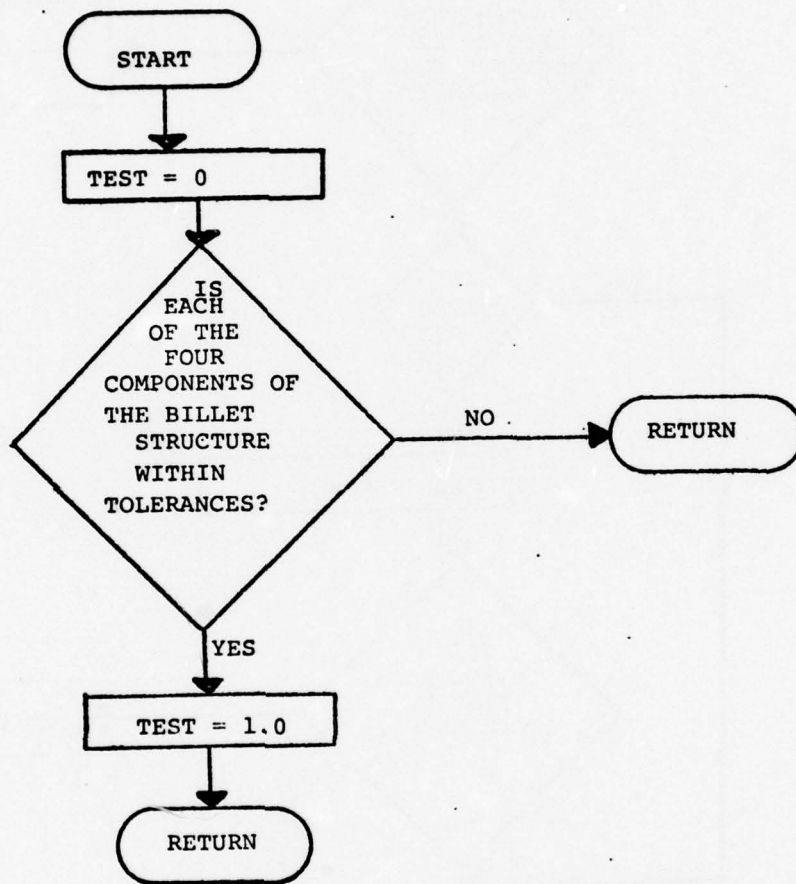 START
TEST = 0
IS
EACH
OF THE
FOUR
COMPONENTS OF
THE BILLET
STRUCTURE
WITHIN
TOLERANCES?
NO
RETURN
YES
TEST = 1.0
RETURN